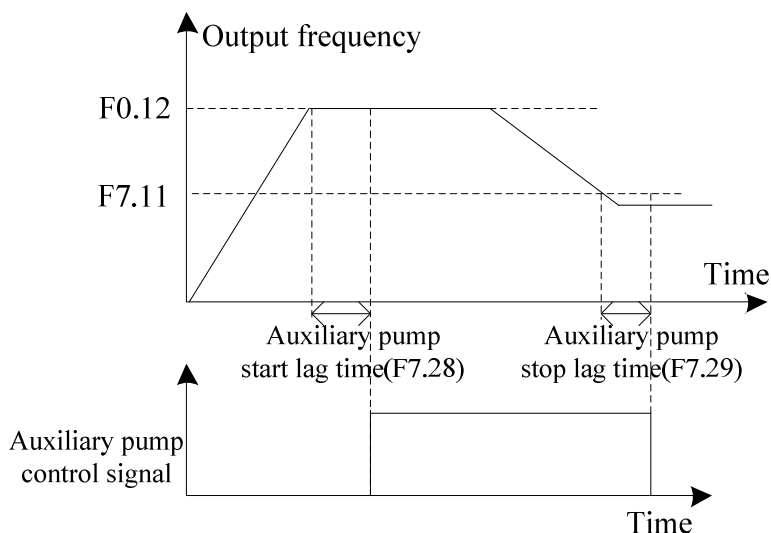 Output frequency
F0.12
F7.11
Time
Auxiliary pump
start lag time(F7.28)
Auxiliary pump
stop lag time(F7.29)
Auxiliary pump
control signal
Time